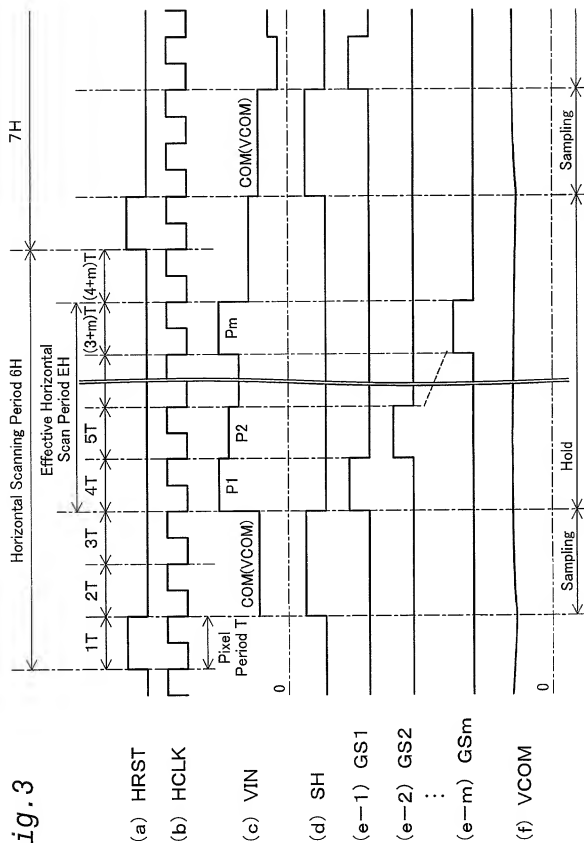 ig.3
Horizontal Scanning Period 6H
7H
Effective Horizontal
Scan Period EH
1T 2T 3T 4T 5T (3+m)T (4+m)T
(a) HRST
(b) HCLK
Pixel
Period T
(c) VIN
COM(VCOM) P1 P2 Pm COM(VCOM)
0
(d) SH
(e-1) GS1
(e-2) GS2
:
:
(e-m) GSm
(f) VCOM
0
Sampling Hold Sampling